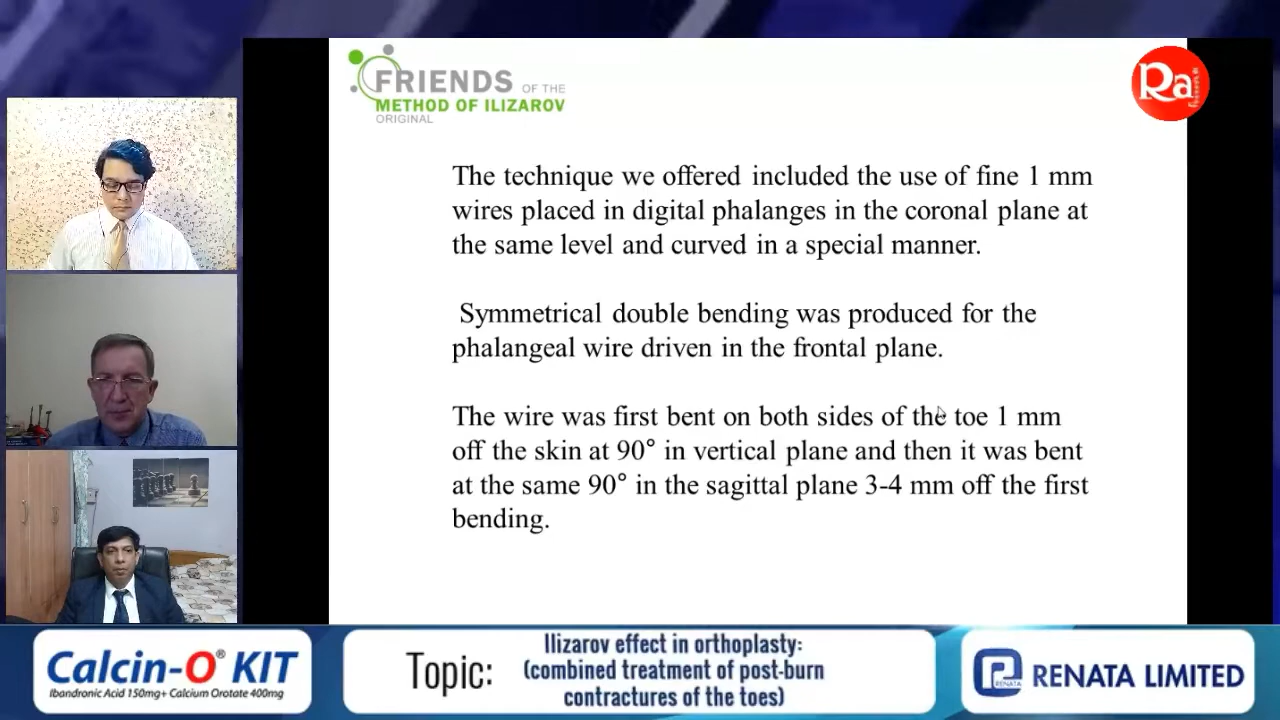 FRIENDS OF THE
METHOD OF ILIZAROV
ORIGINAL
Ra
The technique we offered included the use of fine 1 mm
wires placed in digital phalanges in the coronal plane at
the same level and curved in a special manner.
Symmetrical double bending was produced for the
phalangeal wire driven in the frontal plane.
The wire was first bent on both sides of the toe 1 mm
off the skin at 90° in vertical plane and then it was bent
at the same 90° in the sagittal plane 3-4 mm off the first
bending.
Calcin-O® KIT
Ibandronic Acid 150mg+ Calcium Orotate 400mg
Topic:
Ilizarov effect in orthoplasty:
(combined treatment of post-burn
contractures of the toes)
RENATA
RENATA LIMITED